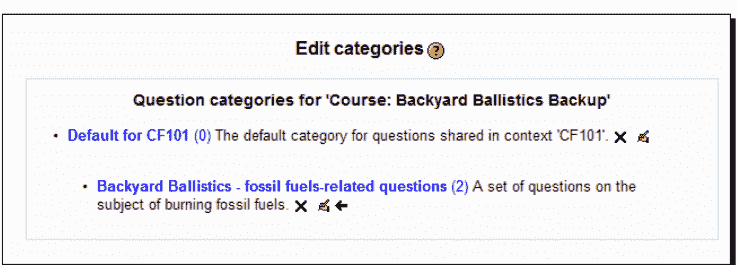 Edit categories ?
Question categories for 'Course: Backyard Ballistics Backup'
• Default for CF101 (0) The default category for questions shared in context 'CF101'.
• Backyard Ballistics - fossil fuels-related questions (2) A set of questions on the
subject of burning fossil fuels.